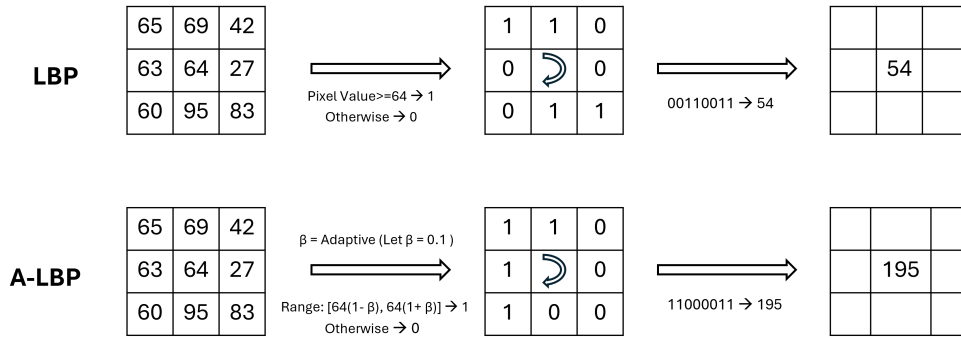 65 69 42
1 1 0
LBP
63 64 27
0 0
54
Pixel Value>=64 → 1
00110011 → 54
Otherwise → 0
60 95 83
0 1 1
65 69 42
β = Adaptive (Let β = 0.1 )
1 1 0
A-LBP
63 64 27
1 0
195
Range: [64(1- β), 64(1+ β)] → 1
11000011 → 195
Otherwise → 0
60 95 83
1 0 0